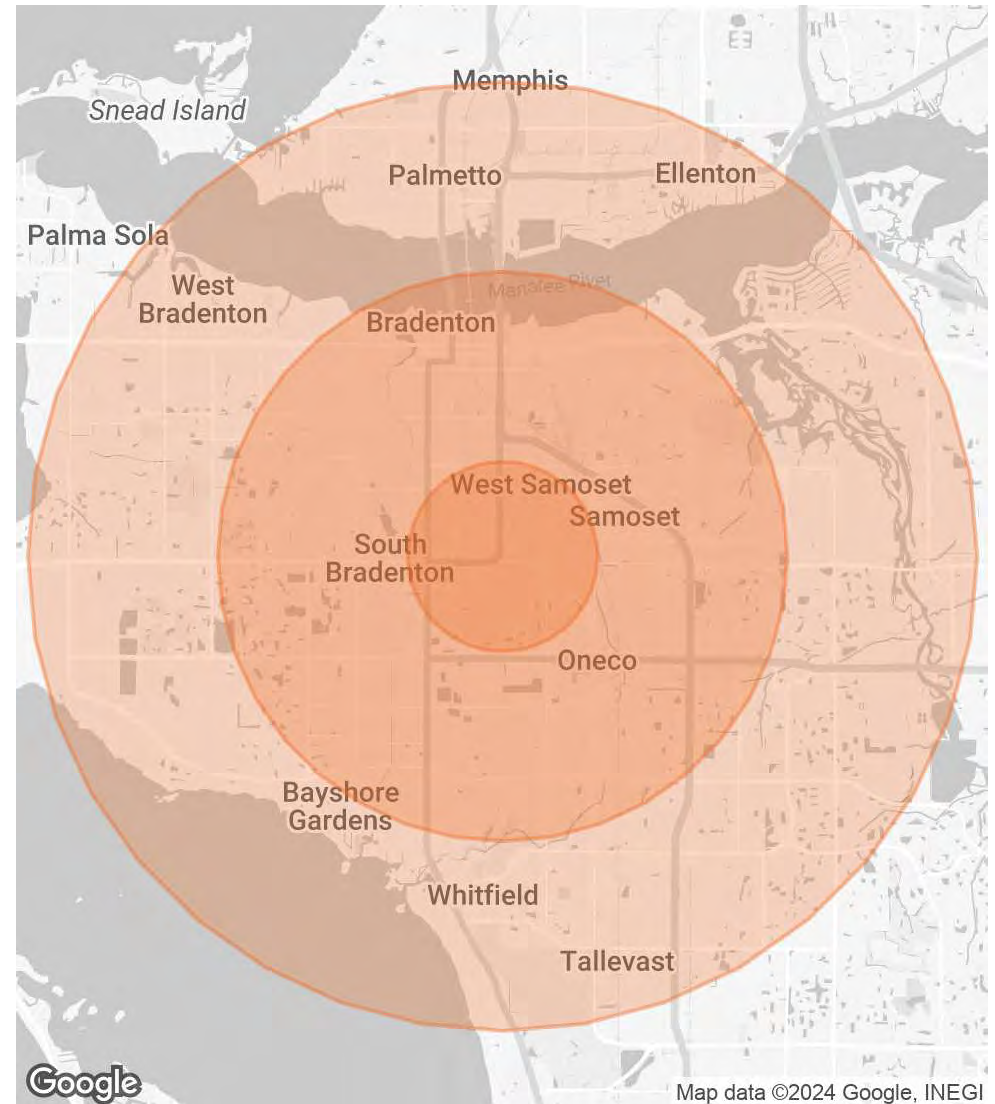 Memphis
Snead Island
Palmetto
Ellenton
Palma Sola
West
Bradenton
Manatee River
Bradenton
West Samoset
Samoset
South
Bradenton
Oneco
Bayshore
Gardens
Whitfield
Tallevast
Google
Map data ©2024 Google, INEGI